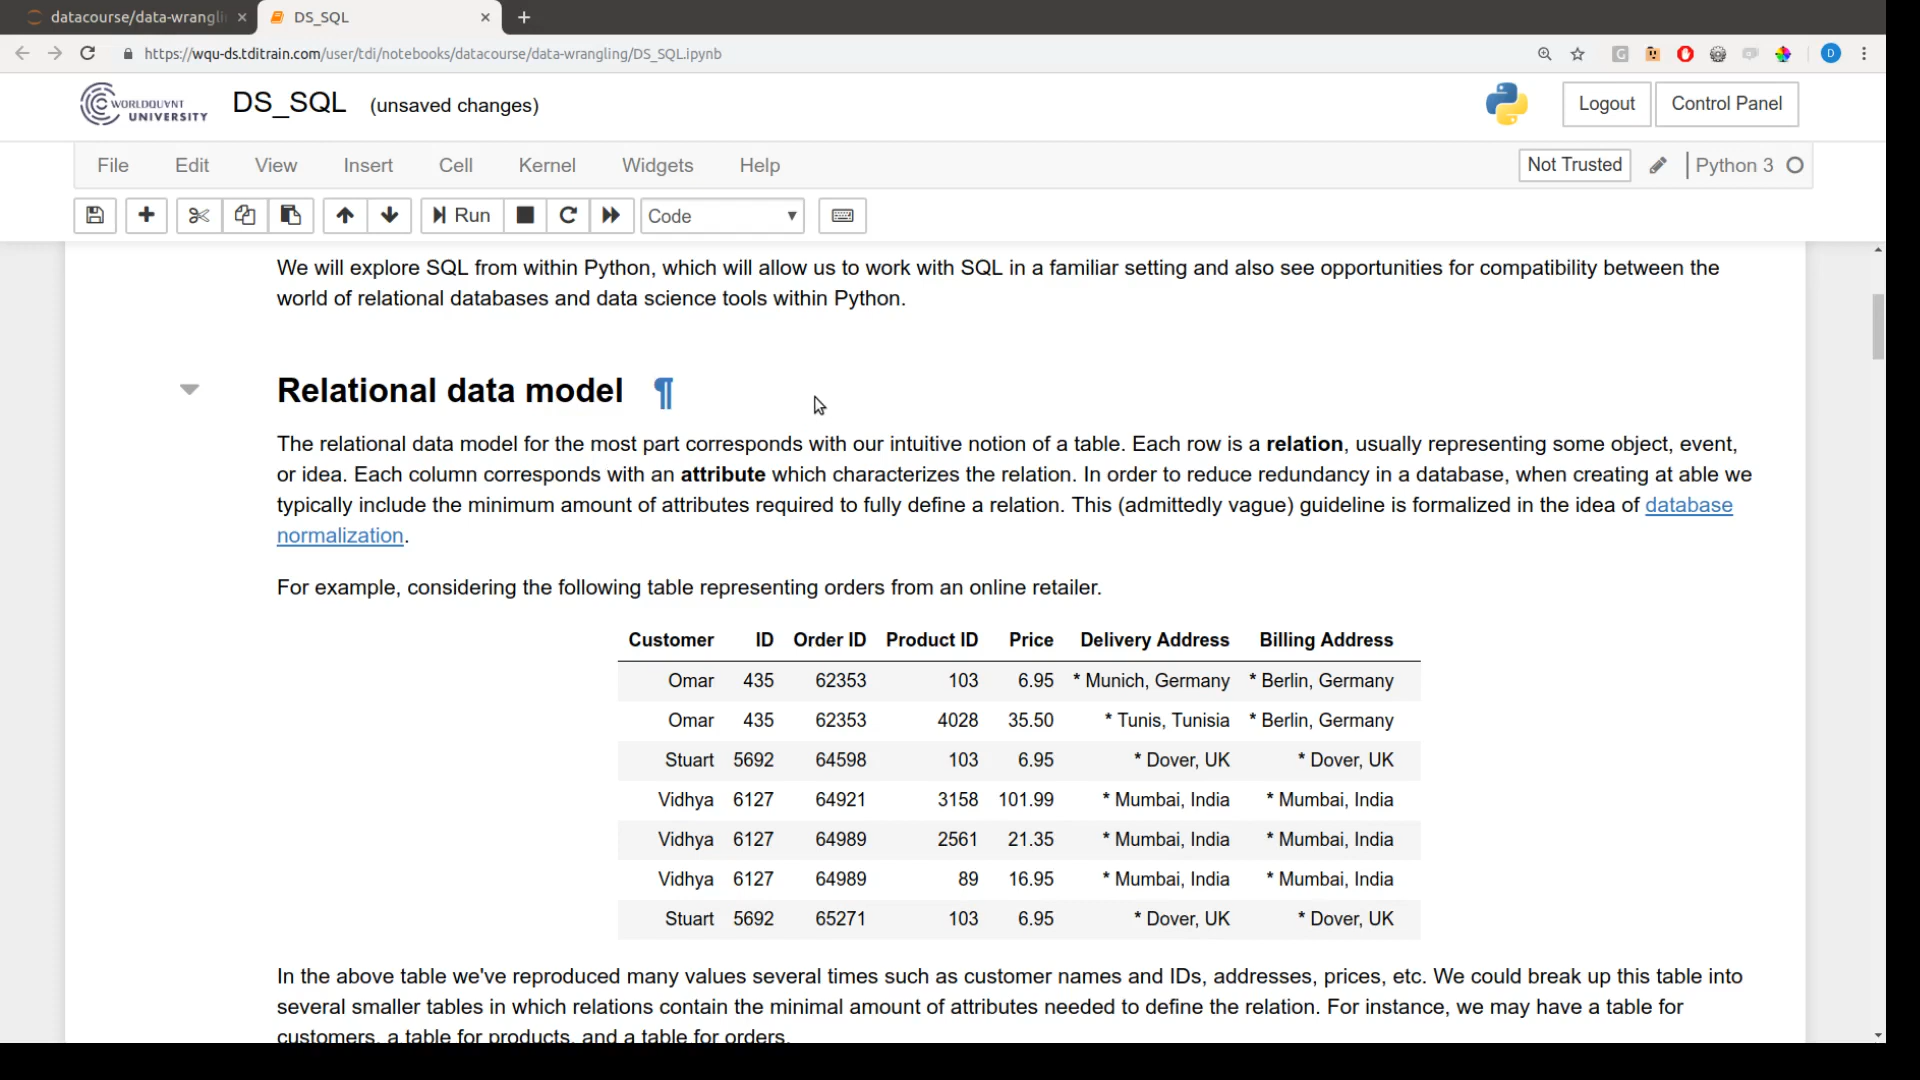 datacourse/data-wrangli
DS_SQL
https://wqu-ds.tditrain.com/user/tdi/notebooks/datacourse/data-wrangling/DS_SQL.ipynb
D
WORLDQUVNT
UNIVERSITY
DS_SQL (unsaved changes)
Logout
Control Panel
File Edit View Insert Cell Kernel Widgets Help
Not Trusted
Python 3
Run
Code
We will explore SQL from within Python, which will allow us to work with SQL in a familiar setting and also see opportunities for compatibility between the
world of relational databases and data science tools within Python.
Relational data model ¶
The relational data model for the most part corresponds with our intuitive notion of a table. Each row is a relation, usually representing some object, event,
or idea. Each column corresponds with an attribute which characterizes the relation. In order to reduce redundancy in a database, when creating at able we
typically include the minimum amount of attributes required to fully define a relation. This (admittedly vague) guideline is formalized in the idea of database
normalization.
For example, considering the following table representing orders from an online retailer.
Customer ID Order ID Product ID Price Delivery Address Billing Address
Omar 435 62353 103 6.95 * Munich, Germany * Berlin, Germany
Omar 435 62353 4028 35.50 * Tunis, Tunisia * Berlin, Germany
Stuart 5692 64598 103 6.95 * Dover, UK * Dover, UK
Vidhya 6127 64921 3158 101.99 * Mumbai, India * Mumbai, India
Vidhya 6127 64989 2561 21.35 * Mumbai, India * Mumbai, India
Vidhya 6127 64989 89 16.95 * Mumbai, India * Mumbai, India
Stuart 5692 65271 103 6.95 * Dover, UK * Dover, UK
In the above table we've reproduced many values several times such as customer names and IDs, addresses, prices, etc. We could break up this table into
several smaller tables in which relations contain the minimal amount of attributes needed to define the relation. For instance, we may have a table for
customers, a table for products, and a table for orders.